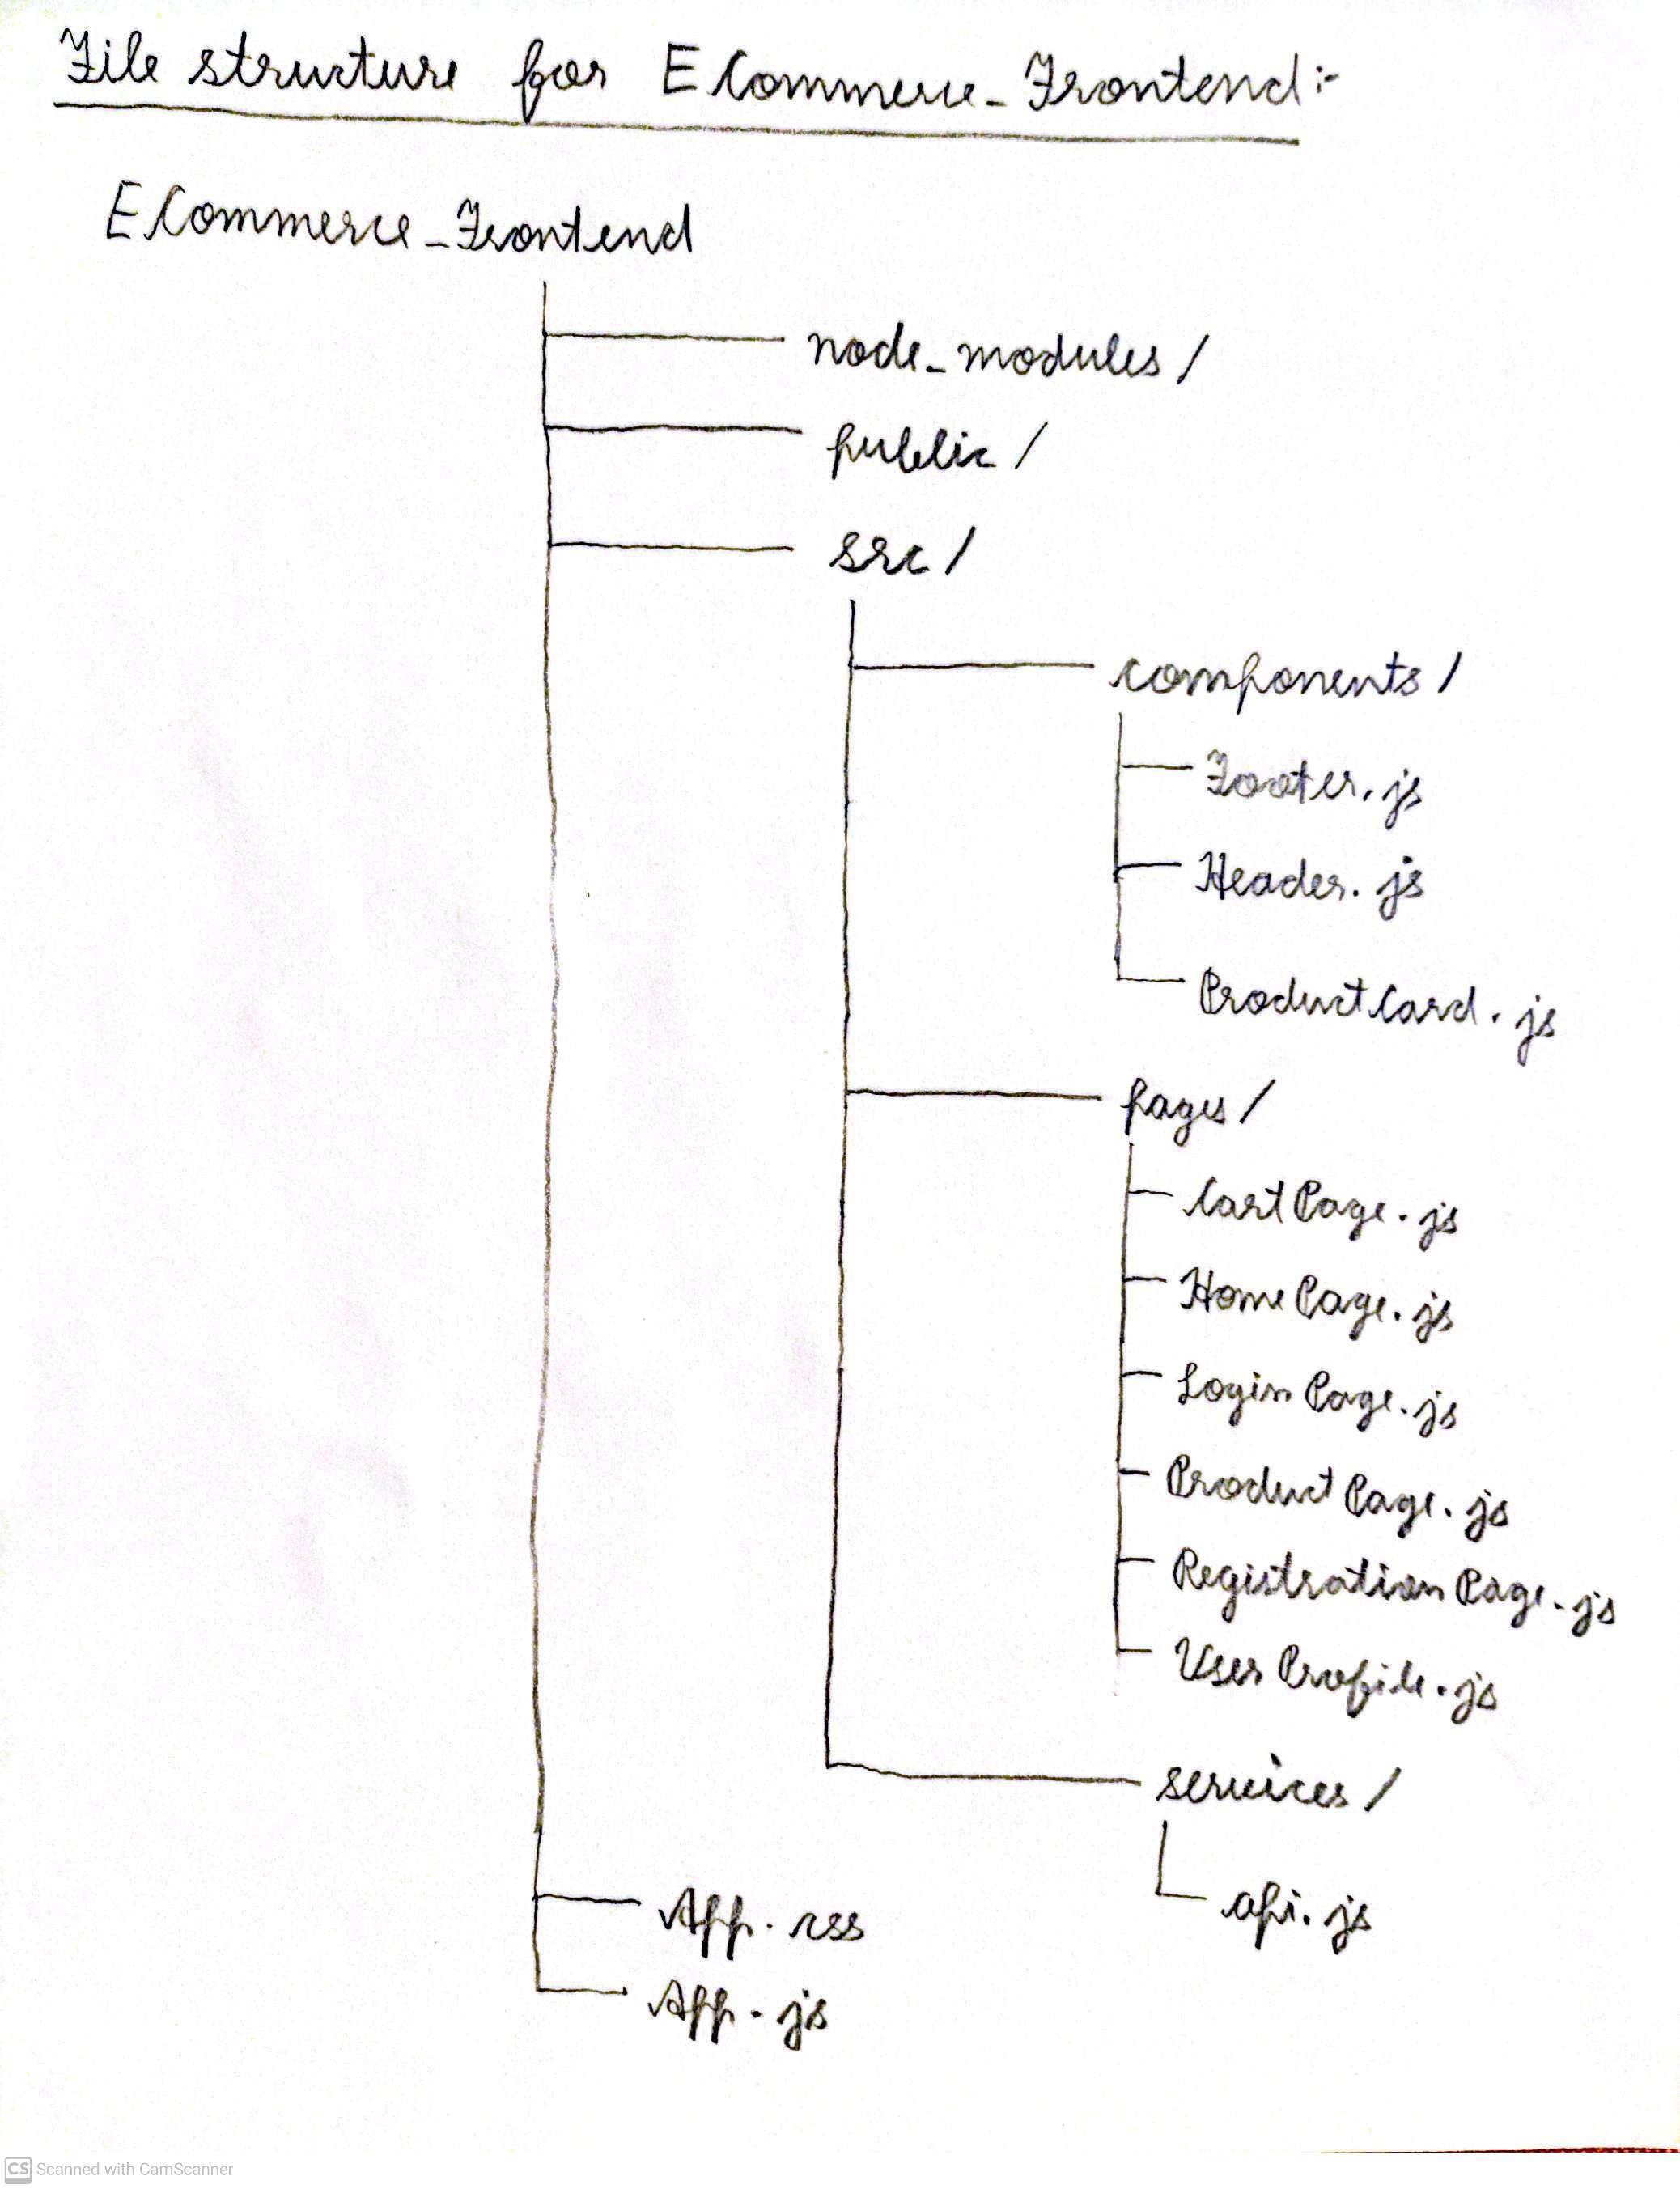 File structure for ECommerce_Frontend:-
ECommerce_Frontend
node_modules/
public/
src/
components/
Footer.js
Header.js
ProductCard.js
pages/
CartPage.js
HomePage.js
LoginPage.js
ProductPage.js
RegistrationPage.js
UserProfile.js
services/
api.js
App.css
App.js
CS Scanned with CamScanner